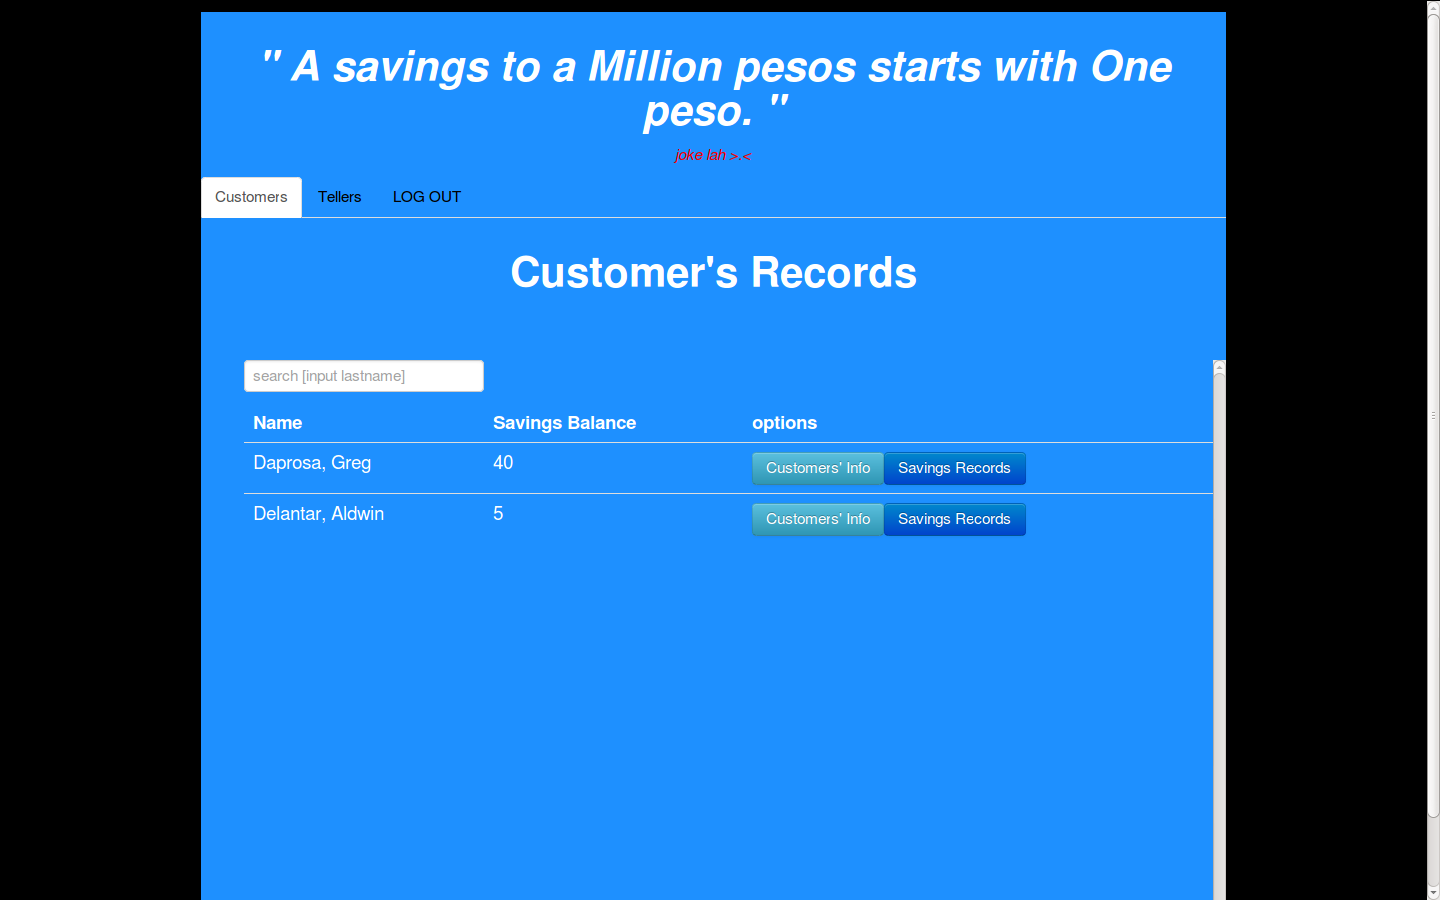 " A savings to a Million pesos starts with One
peso. "
joke lah >.<
Customers Tellers LOG OUT
Customer's Records
search [input lastname]
Name Savings Balance options
Daprosa, Greg 40 Customers' Info Savings Records
Delantar, Aldwin 5 Customers' Info Savings Records